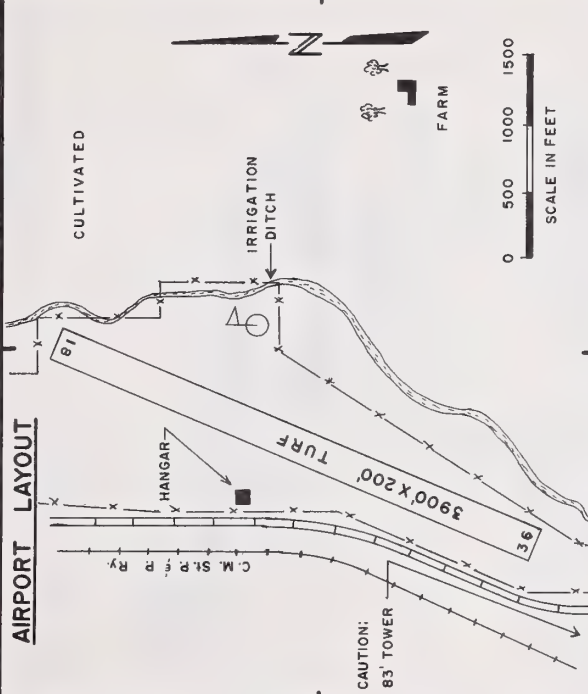 AIRPORT LAYOUT
CULTIVATED
N
18
HANGAR
IRRIGATION
DITCH
C. M. St. P. & P. Ry.
TURF
3900' X 200'
FARM
36
CAUTION:
83' TOWER
0 500 1000 1500
SCALE IN FEET